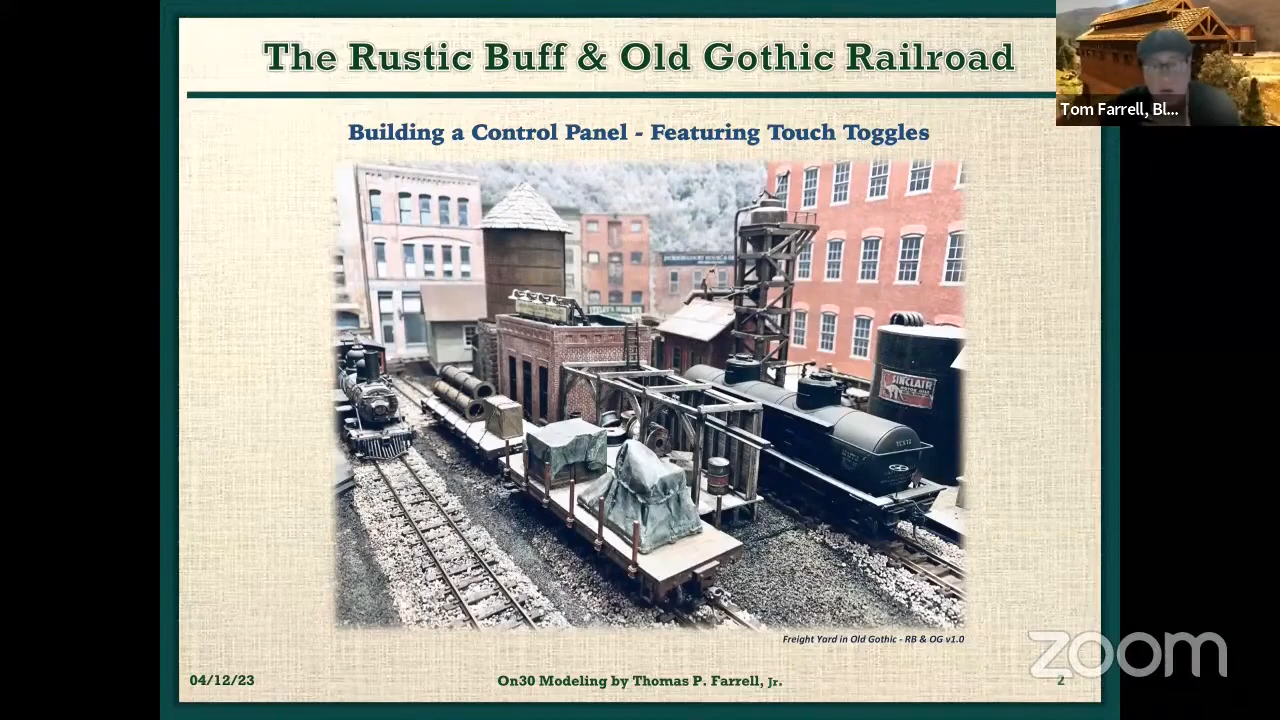 The Rustic Buff & Old Gothic Railroad
Tom Farrell, Bl...
Building a Control Panel - Featuring Touch Toggles
SINCLAIR
Freight Yard in Old Gothic - RB & OG v1.0
zoom
04/12/23
On30 Modeling by Thomas P. Farrell, Jr.
2